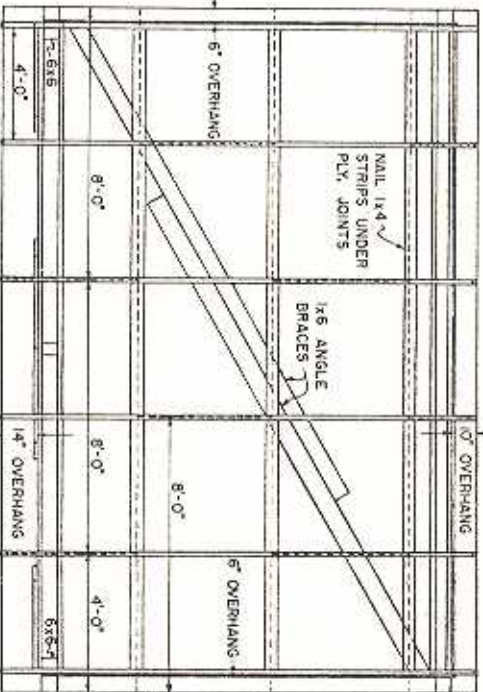 6" OVERHANG
NAIL 1x4
STRIPS UNDER
PLY. JOINTS
10" OVERHANG
1x6 ANGLE
BRACES
4'-0"
2-6x6
8'-0"
8'-0"
8'-0"
4'-0"
6" OVERHANG
14" OVERHANG
6x6